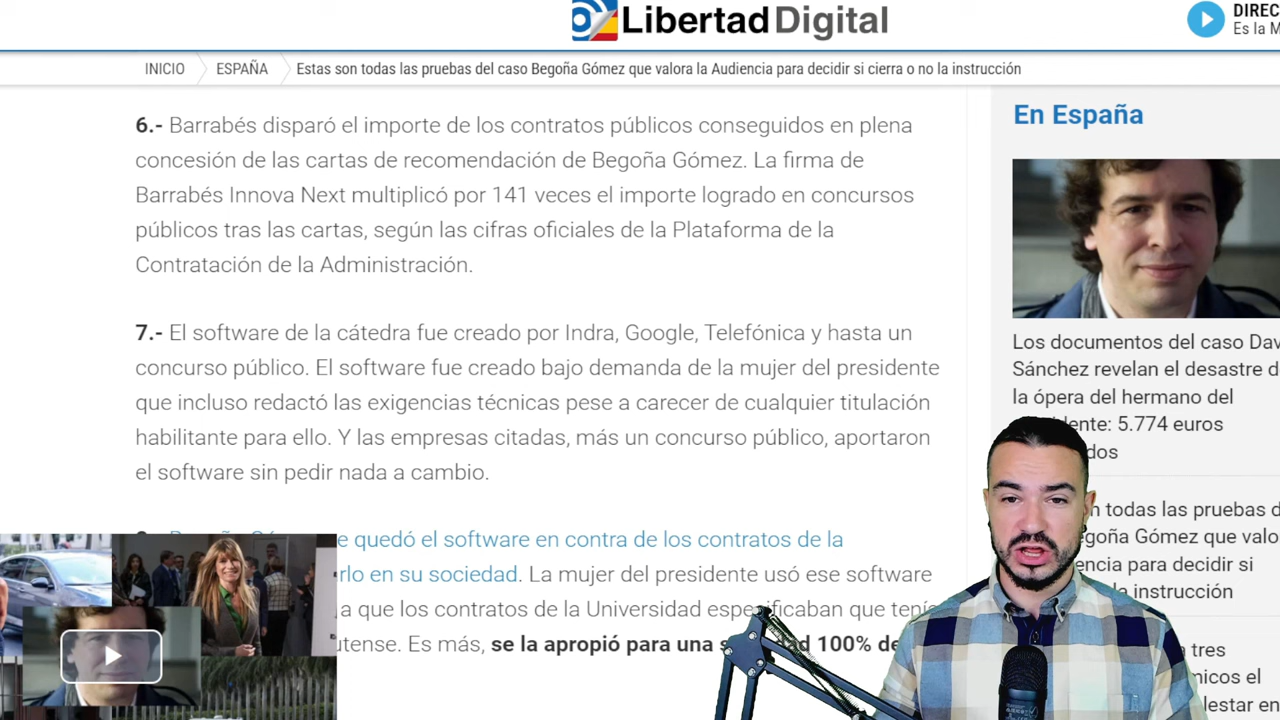 Libertad Digital
DIREC
Es la M
INICIO
ESPAÑA
Estas son todas las pruebas del caso Begoña Gómez que valora la Audiencia para decidir si cierra o no la instrucción
6.- Barrabés disparó el importe de los contratos públicos conseguidos en plena
concesión de las cartas de recomendación de Begoña Gómez. La firma de
Barrabés Innova Next multiplicó por 141 veces el importe logrado en concursos
públicos tras las cartas, según las cifras oficiales de la Plataforma de la
Contratación de la Administración.
7.- El software de la cátedra fue creado por Indra, Google, Telefónica y hasta un
concurso público. El software fue creado bajo demanda de la mujer del presidente
que incluso redactó las exigencias técnicas pese a carecer de cualquier titulación
habilitante para ello. Y las empresas citadas, más un concurso público, aportaron
el software sin pedir nada a cambio.
e quedó el software en contra de los contratos de la
rlo en su sociedad. La mujer del presidente usó ese software
a que los contratos de la Universidad especificaban que tenía
utense. Es más, se la apropió para una s d 100% de
En España
Los documentos del caso Dav
Sánchez revelan el desastre d
la ópera del hermano del
ente: 5.774 euros
dos
n todas las pruebas d
egoña Gómez que valo
encia para decidir si
la instrucción
a tres
micos el
lestar en